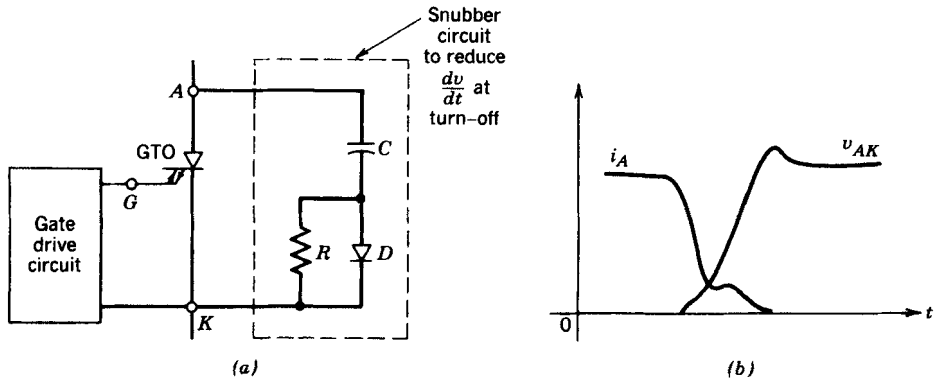 Snubber
circuit
to reduce
dv/dt at
turn–off
A
GTO
C
G
Gate
drive
circuit
R
D
K
(a)
i_A
v_AK
0
t
(b)